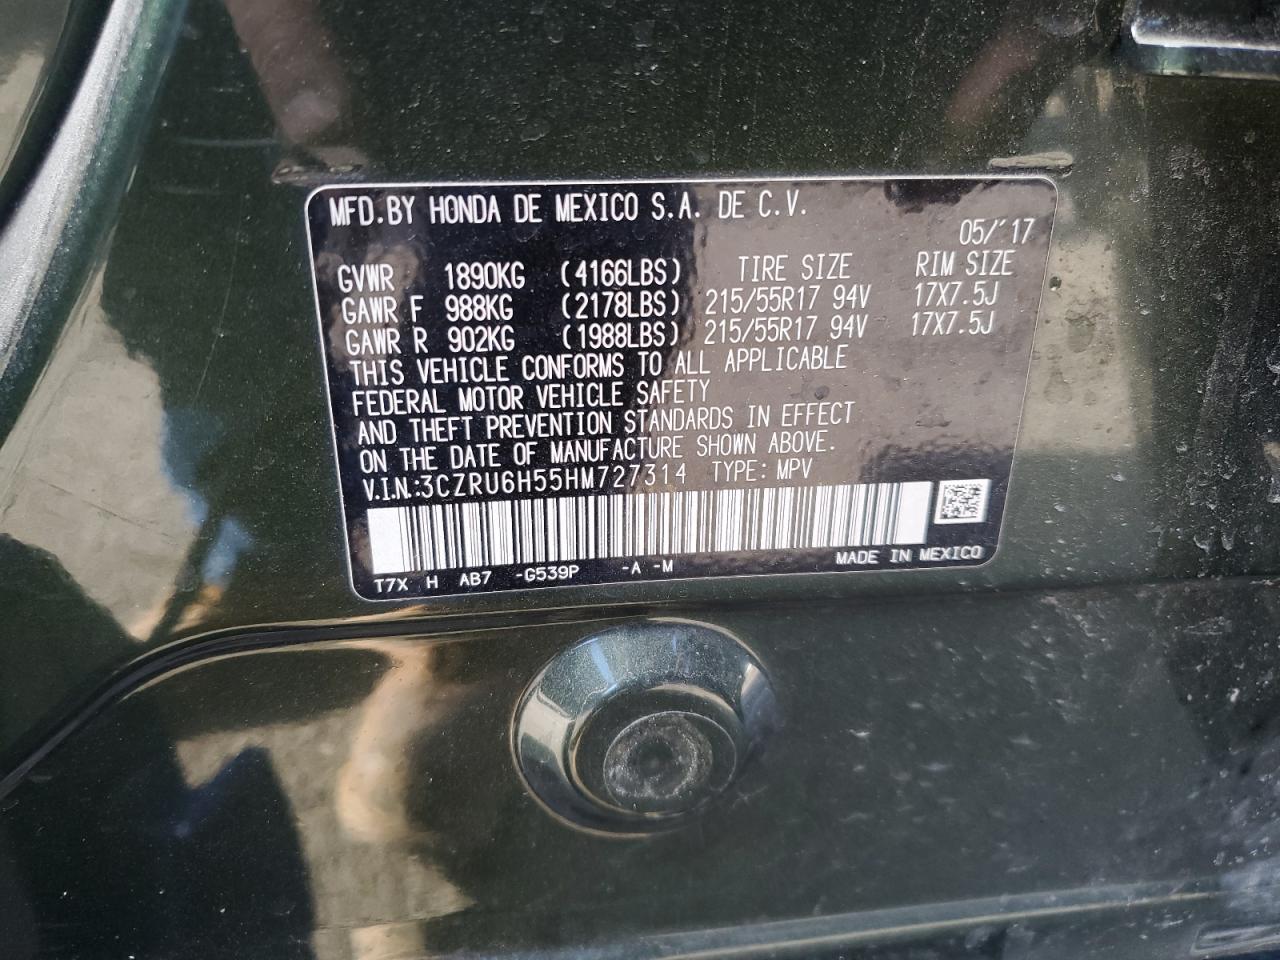 MFD.BY HONDA DE MEXICO S.A. DE C.V.
05/'17
GVWR 1890KG (4166LBS) TIRE SIZE RIM SIZE
GAWR F 988KG (2178LBS) 215/55R17 94V 17X7.5J
GAWR R 902KG (1988LBS) 215/55R17 94V 17X7.5J
THIS VEHICLE CONFORMS TO ALL APPLICABLE
FEDERAL MOTOR VEHICLE SAFETY
AND THEFT PREVENTION STANDARDS IN EFFECT
ON THE DATE OF MANUFACTURE SHOWN ABOVE.
V.I.N.:3CZRU6H55HM727314 TYPE: MPV
MADE IN MEXICO
T7X H AB7 -G539P -A -M